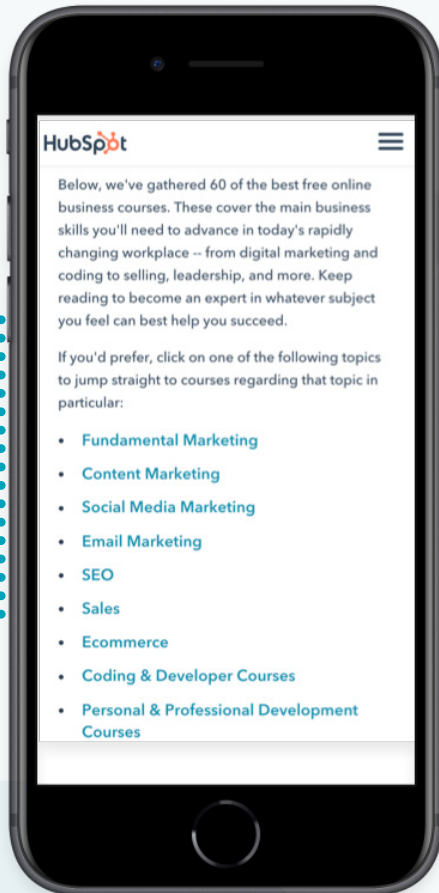 HubSpot
Below, we've gathered 60 of the best free online
business courses. These cover the main business
skills you'll need to advance in today's rapidly
changing workplace -- from digital marketing and
coding to selling, leadership, and more. Keep
reading to become an expert in whatever subject
you feel can best help you succeed.
If you'd prefer, click on one of the following topics
to jump straight to courses regarding that topic in
particular:
• Fundamental Marketing
• Content Marketing
• Social Media Marketing
• Email Marketing
• SEO
• Sales
• Ecommerce
• Coding & Developer Courses
• Personal & Professional Development
Courses